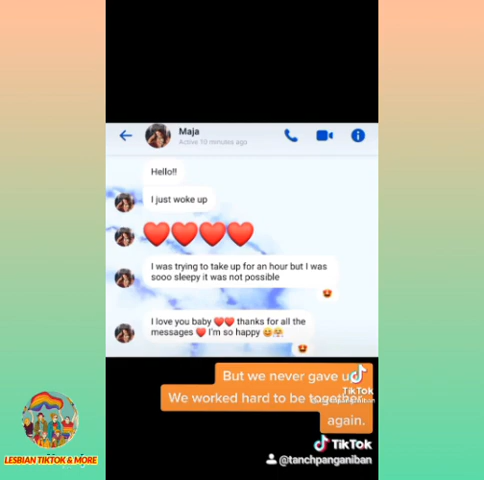 Maja
Active 10 minutes ago
Hello!!
I just woke up
I was trying to take up for an hour but I was
sooo sleepy it was not possible
I love you baby ❤️❤️ thanks for all the
messages ❤️ I'm so happy 😄🤗
But we never gave u
TikTok
We worked hard to be together
@tanchpanganiban
again.
TikTok
@tanchpanganiban
LESBIAN TIKTOK & MORE